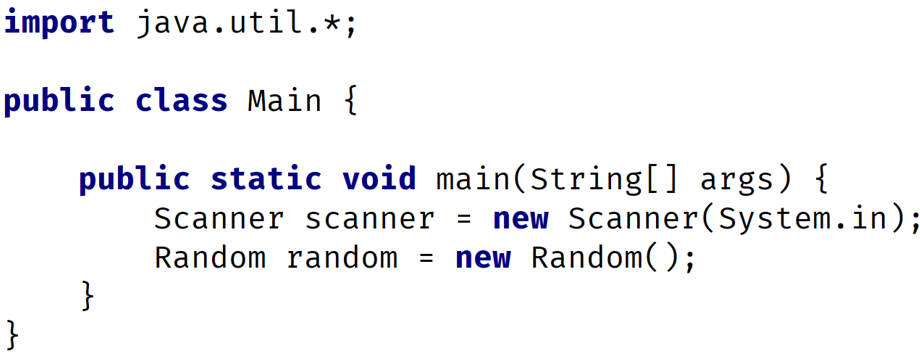 import java.util.*;
public class Main {
public static void main(String[] args) {
Scanner scanner = new Scanner(System.in);
Random random = new Random();
}
}